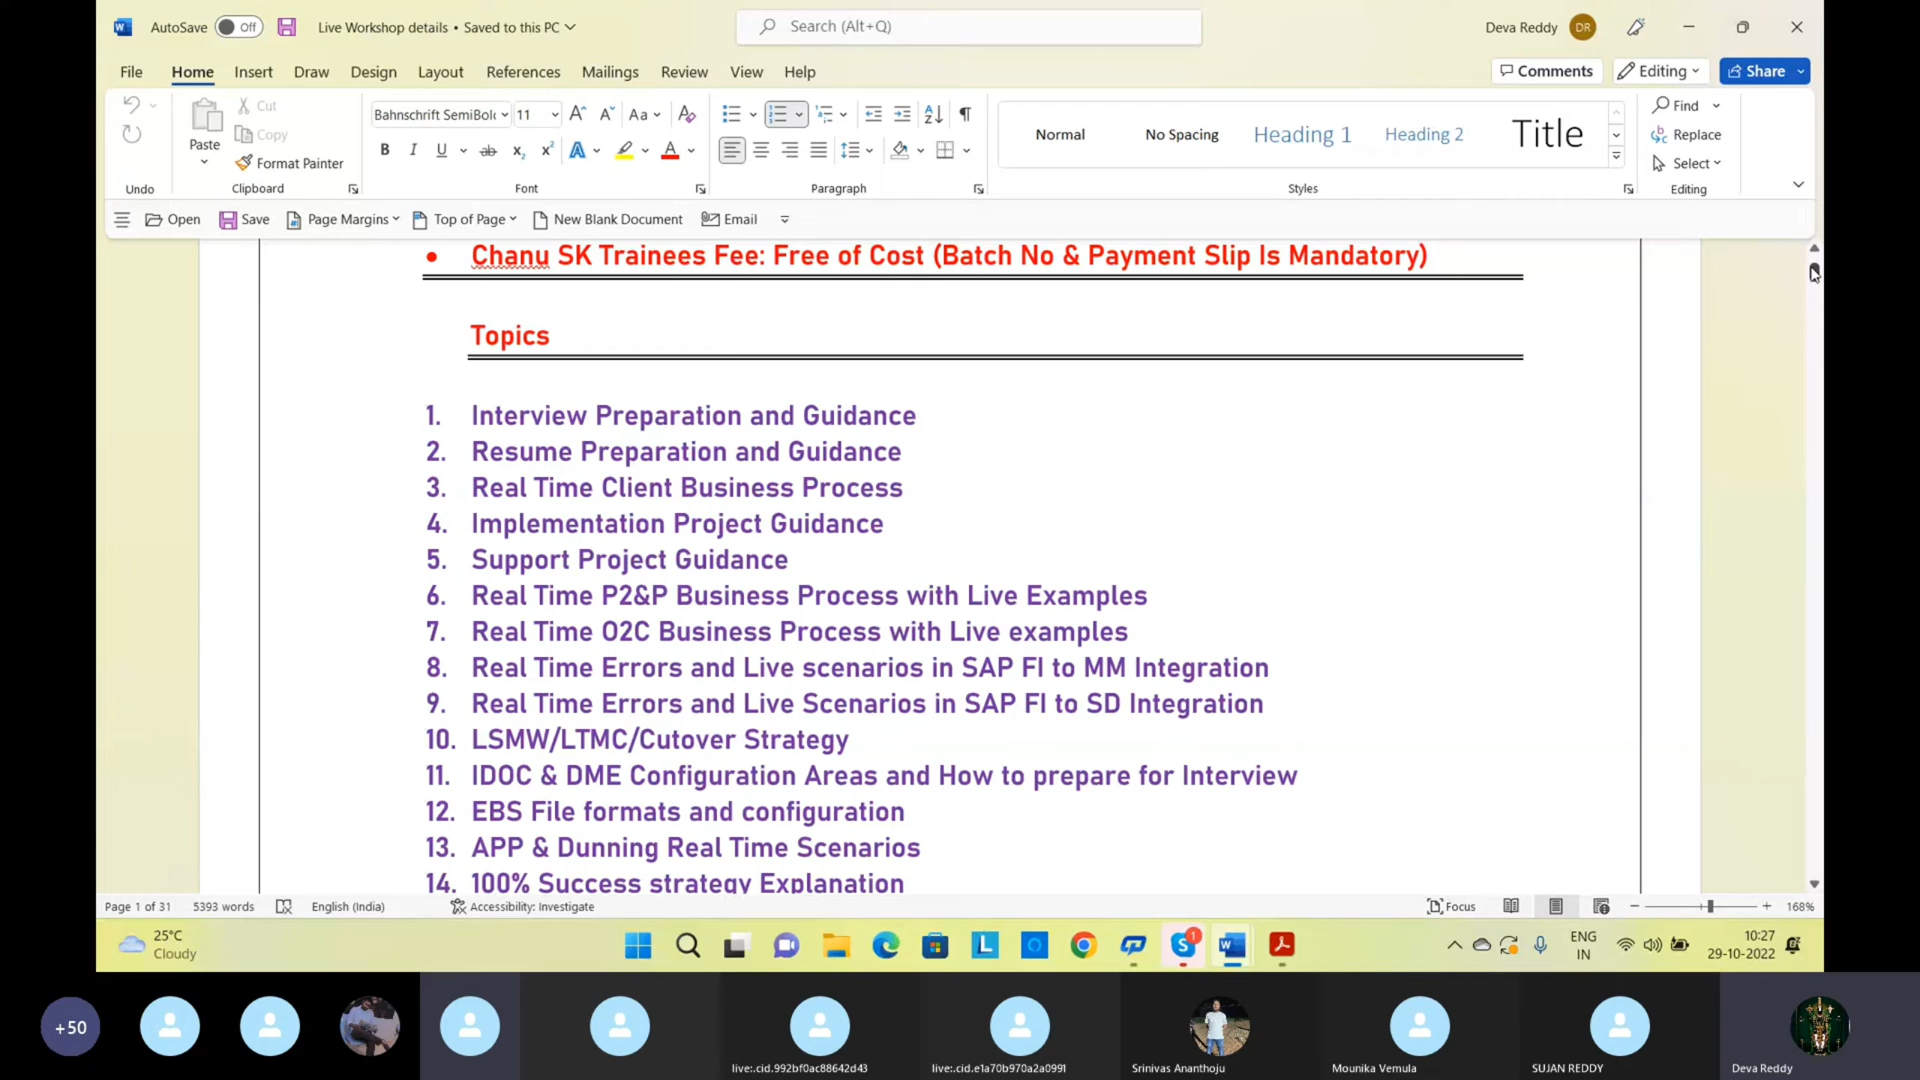 AutoSave Off Live Workshop details • Saved to this PC Search (Alt+Q) Deva Reddy DR
File Home Insert Draw Design Layout References Mailings Review View Help Comments Editing Share
Cut
Copy
Paste
Format Painter
Bahnschrift SemiBol 11
Normal No Spacing Heading 1 Heading 2 Title
Find
Replace
Select
Undo Clipboard Font Paragraph Styles Editing
Open Save Page Margins Top of Page New Blank Document Email
• Chanu SK Trainees Fee: Free of Cost (Batch No & Payment Slip Is Mandatory)
Topics
1. Interview Preparation and Guidance
2. Resume Preparation and Guidance
3. Real Time Client Business Process
4. Implementation Project Guidance
5. Support Project Guidance
6. Real Time P2&P Business Process with Live Examples
7. Real Time O2C Business Process with Live examples
8. Real Time Errors and Live scenarios in SAP FI to MM Integration
9. Real Time Errors and Live Scenarios in SAP FI to SD Integration
10. LSMW/LTMC/Cutover Strategy
11. IDOC & DME Configuration Areas and How to prepare for Interview
12. EBS File formats and configuration
13. APP & Dunning Real Time Scenarios
14. 100% Success strategy Explanation
Page 1 of 31 5393 words English (India) Accessibility: Investigate Focus 168%
25°C
Cloudy
ENG
IN
10:27
29-10-2022
+50
live:.cid.992bf0ac88642d43 live:.cid.e1a70b970a2a0991 Srinivas Ananthoju Mounika Vemula SUJAN REDDY Deva Reddy